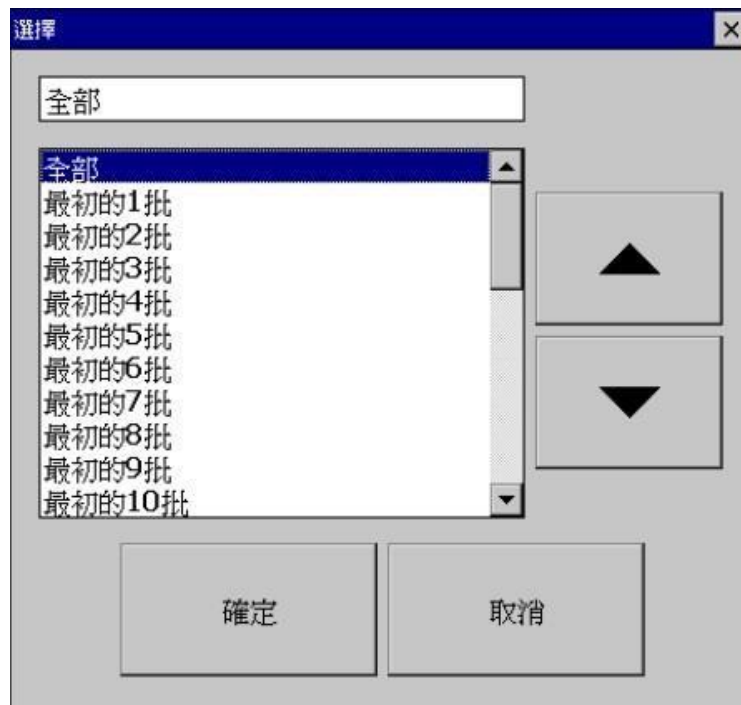 選擇
全部
全部
最初的1批
最初的2批
最初的3批
最初的4批
最初的5批
最初的6批
最初的7批
最初的8批
最初的9批
最初的10批
確定
取消